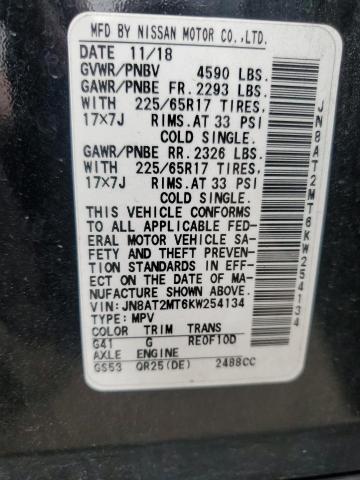 MFD BY NISSAN MOTOR CO.,LTD.
DATE 11/18
GVWR/PNBV 4590 LBS.
GAWR/PNBE FR. 2293 LBS.
WITH 225/65R17 TIRES,
17×7J RIMS.AT 33 PSI
COLD SINGLE.
GAWR/PNBE RR. 2326 LBS.
WITH 225/65R17 TIRES,
17×7J RIMS.AT 33 PSI
COLD SINGLE.
THIS VEHICLE CONFORMS
TO ALL APPLICABLE FED-
ERAL MOTOR VEHICLE SA-
FETY AND THEFT PREVEN-
TION STANDARDS IN EFF-
ECT ON THE DATE OF MA-
NUFACTURE SHOWN ABOVE.
VIN: JN8AT2MT6KW254134
TYPE: MPV
COLOR TRIM TRANS
G41 G RE0F10D
AXLE ENGINE
GS53 QR25(DE) 2488CC
JN8AT2MT6KW254134